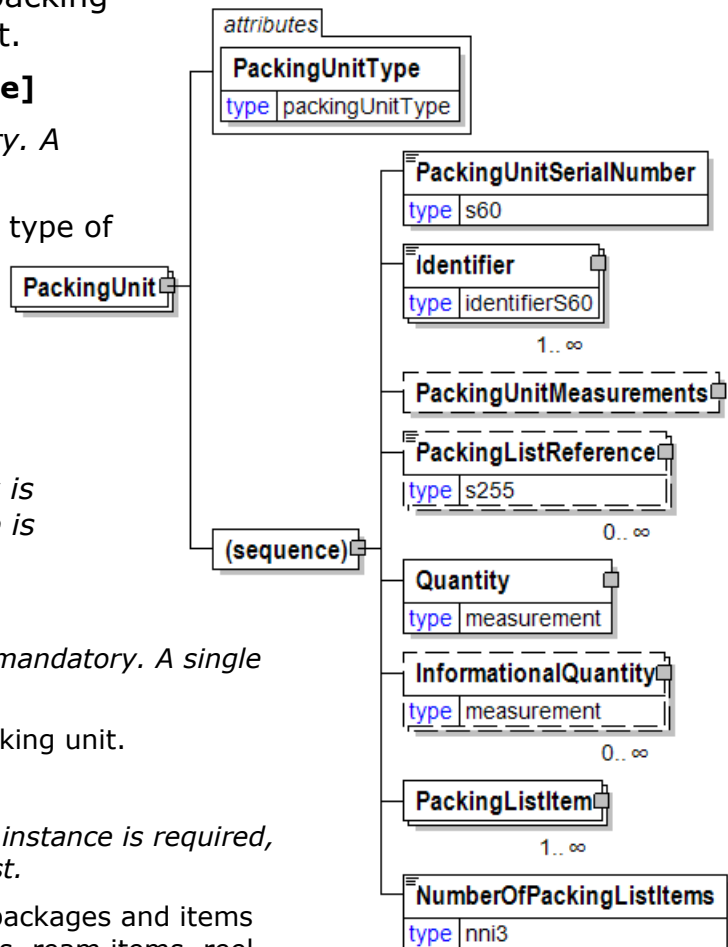 packing
t.
e]
ry. A
type of
is
is
mandatory. A single
king unit.
instance is required,
st.
packages and items
s, ream items, reel
attributes
PackingUnitType
type packingUnitType
PackingUnit
(sequence)
PackingUnitSerialNumber
type s60
Identifier
type identifierS60
1.. ∞
PackingUnitMeasurements
PackingListReference
type s255
0.. ∞
Quantity
type measurement
InformationalQuantity
type measurement
0.. ∞
PackingListItem
1.. ∞
NumberOfPackingListItems
type nni3